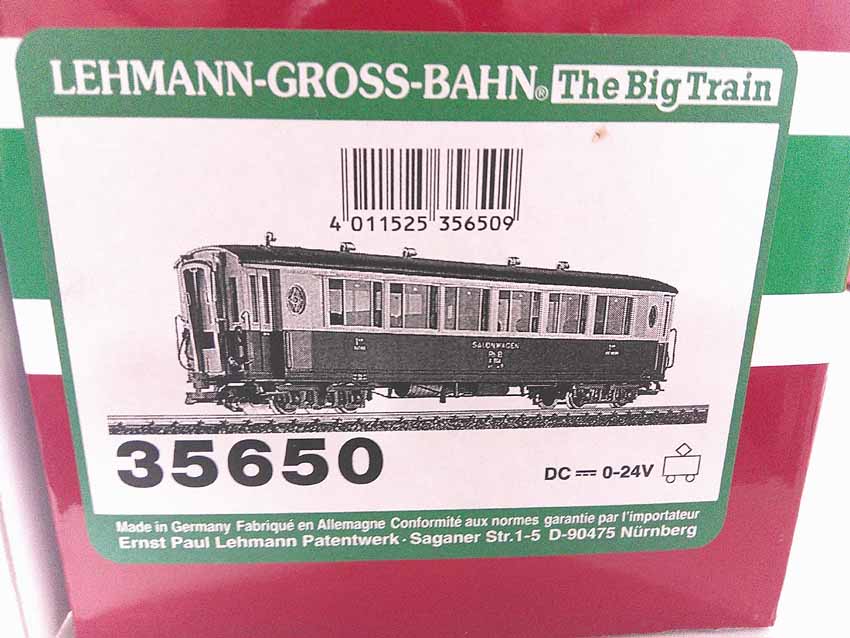 LEHMANN-GROSS-BAHN® The Big Train
4 011525 356509
SALONWAGEN
35650
DC 0-24V
Made in Germany Fabriqué en Allemagne Conformité aux normes garantie par l'importateur
Ernst Paul Lehmann Patentwerk · Saganer Str.1-5 D-90475 Nürnberg